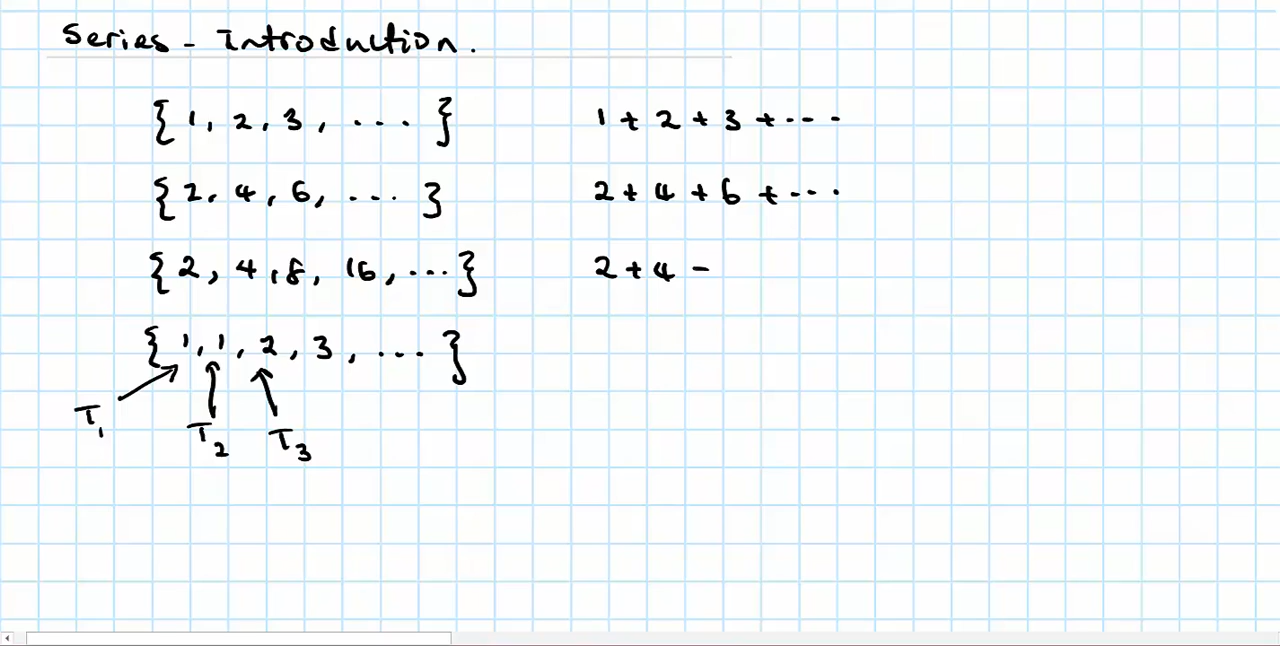 Series - Introduction.
{1, 2, 3, ...} 1 + 2 + 3 + ...
{2, 4, 6, ...} 2 + 4 + 6 + ...
{2, 4, 8, 16, ...} 2 + 4 -
{1, 1, 2, 3, ...}
T₁ T₂ T₃